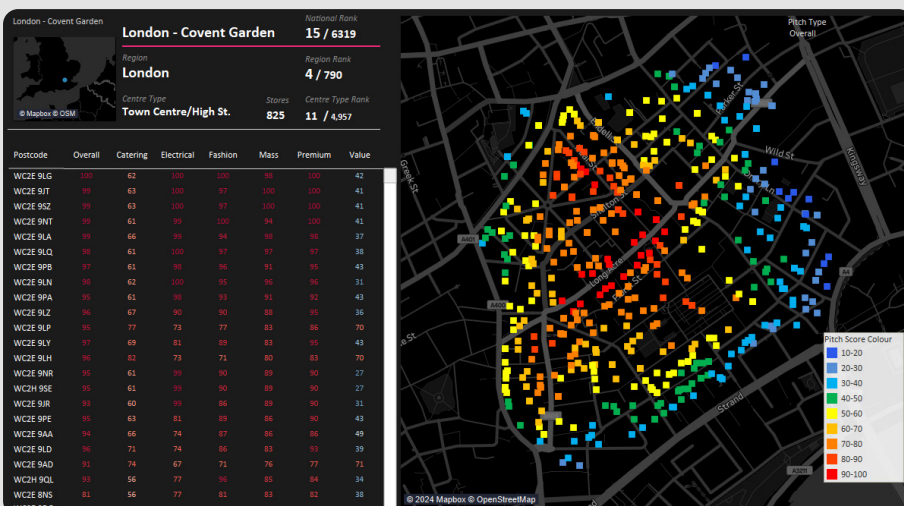 London - Covent Garden
London - Covent Garden
National Rank
15 / 6319
Region
London
Region Rank
4 / 790
Centre Type
Town Centre/High St.
Stores
825
Centre Type Rank
11 / 4,957
© Mapbox © OSM
Postcode Overall Catering Electrical Fashion Mass Premium Value
WC2E 9LG 100 62 100 100 98 100 42
WC2E 9JT 99 63 100 97 100 100 41
WC2E 9SZ 99 63 100 97 100 100 41
WC2E 9NT 99 61 99 100 94 100 41
WC2E 9LA 99 66 99 94 98 98 37
WC2E 9LQ 98 61 100 97 97 97 38
WC2E 9PB 97 61 98 96 91 95 43
WC2E 9LN 98 62 100 95 96 96 31
WC2E 9PA 95 61 98 93 91 92 43
WC2E 9LZ 96 67 90 90 88 95 36
WC2E 9LP 95 77 73 77 83 86 70
WC2E 9LY 97 69 81 89 83 95 43
WC2E 9LH 96 82 73 71 80 83 70
WC2E 9NR 95 61 99 90 89 90 27
WC2H 9SE 95 61 99 90 89 90 27
WC2E 9JR 93 60 99 86 89 90 31
WC2E 9PE 95 63 81 89 86 90 43
WC2E 9AA 94 66 74 87 86 86 49
WC2E 9LD 96 71 74 86 83 93 39
WC2E 9AD 91 74 67 71 76 77 71
WC2H 9QL 93 56 77 96 85 84 34
WC2E 8NS 81 56 77 81 83 82 38
Pitch Type
Overall
Parker St
Wild St
Kingsway
Greek St
Shelton St
A401
Long Acre
Floral St
A400
A4
Strand
A3211
Pitch Score Colour
10-20
20-30
30-40
40-50
50-60
60-70
70-80
80-90
90-100
© 2024 Mapbox © OpenStreetMap